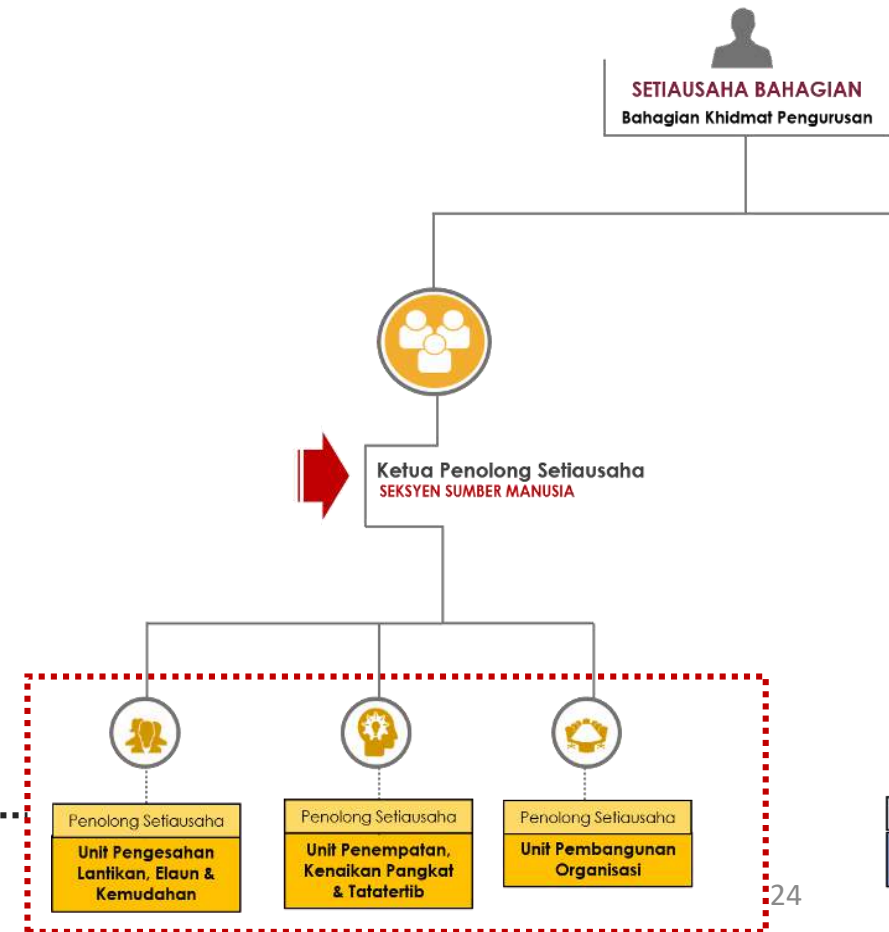 SETIAUSAHA BAHAGIAN
Bahagian Khidmat Pengurusan
Ketua Penolong Setiausaha
SEKSYEN SUMBER MANUSIA
Penolong Setiausaha
Unit Pengesahan
Lantikan, Elaun &
Kemudahan
Penolong Setiausaha
Unit Penempatan,
Kenaikan Pangkat
& Tatatertib
Penolong Setiausaha
Unit Pembangunan
Organisasi
24